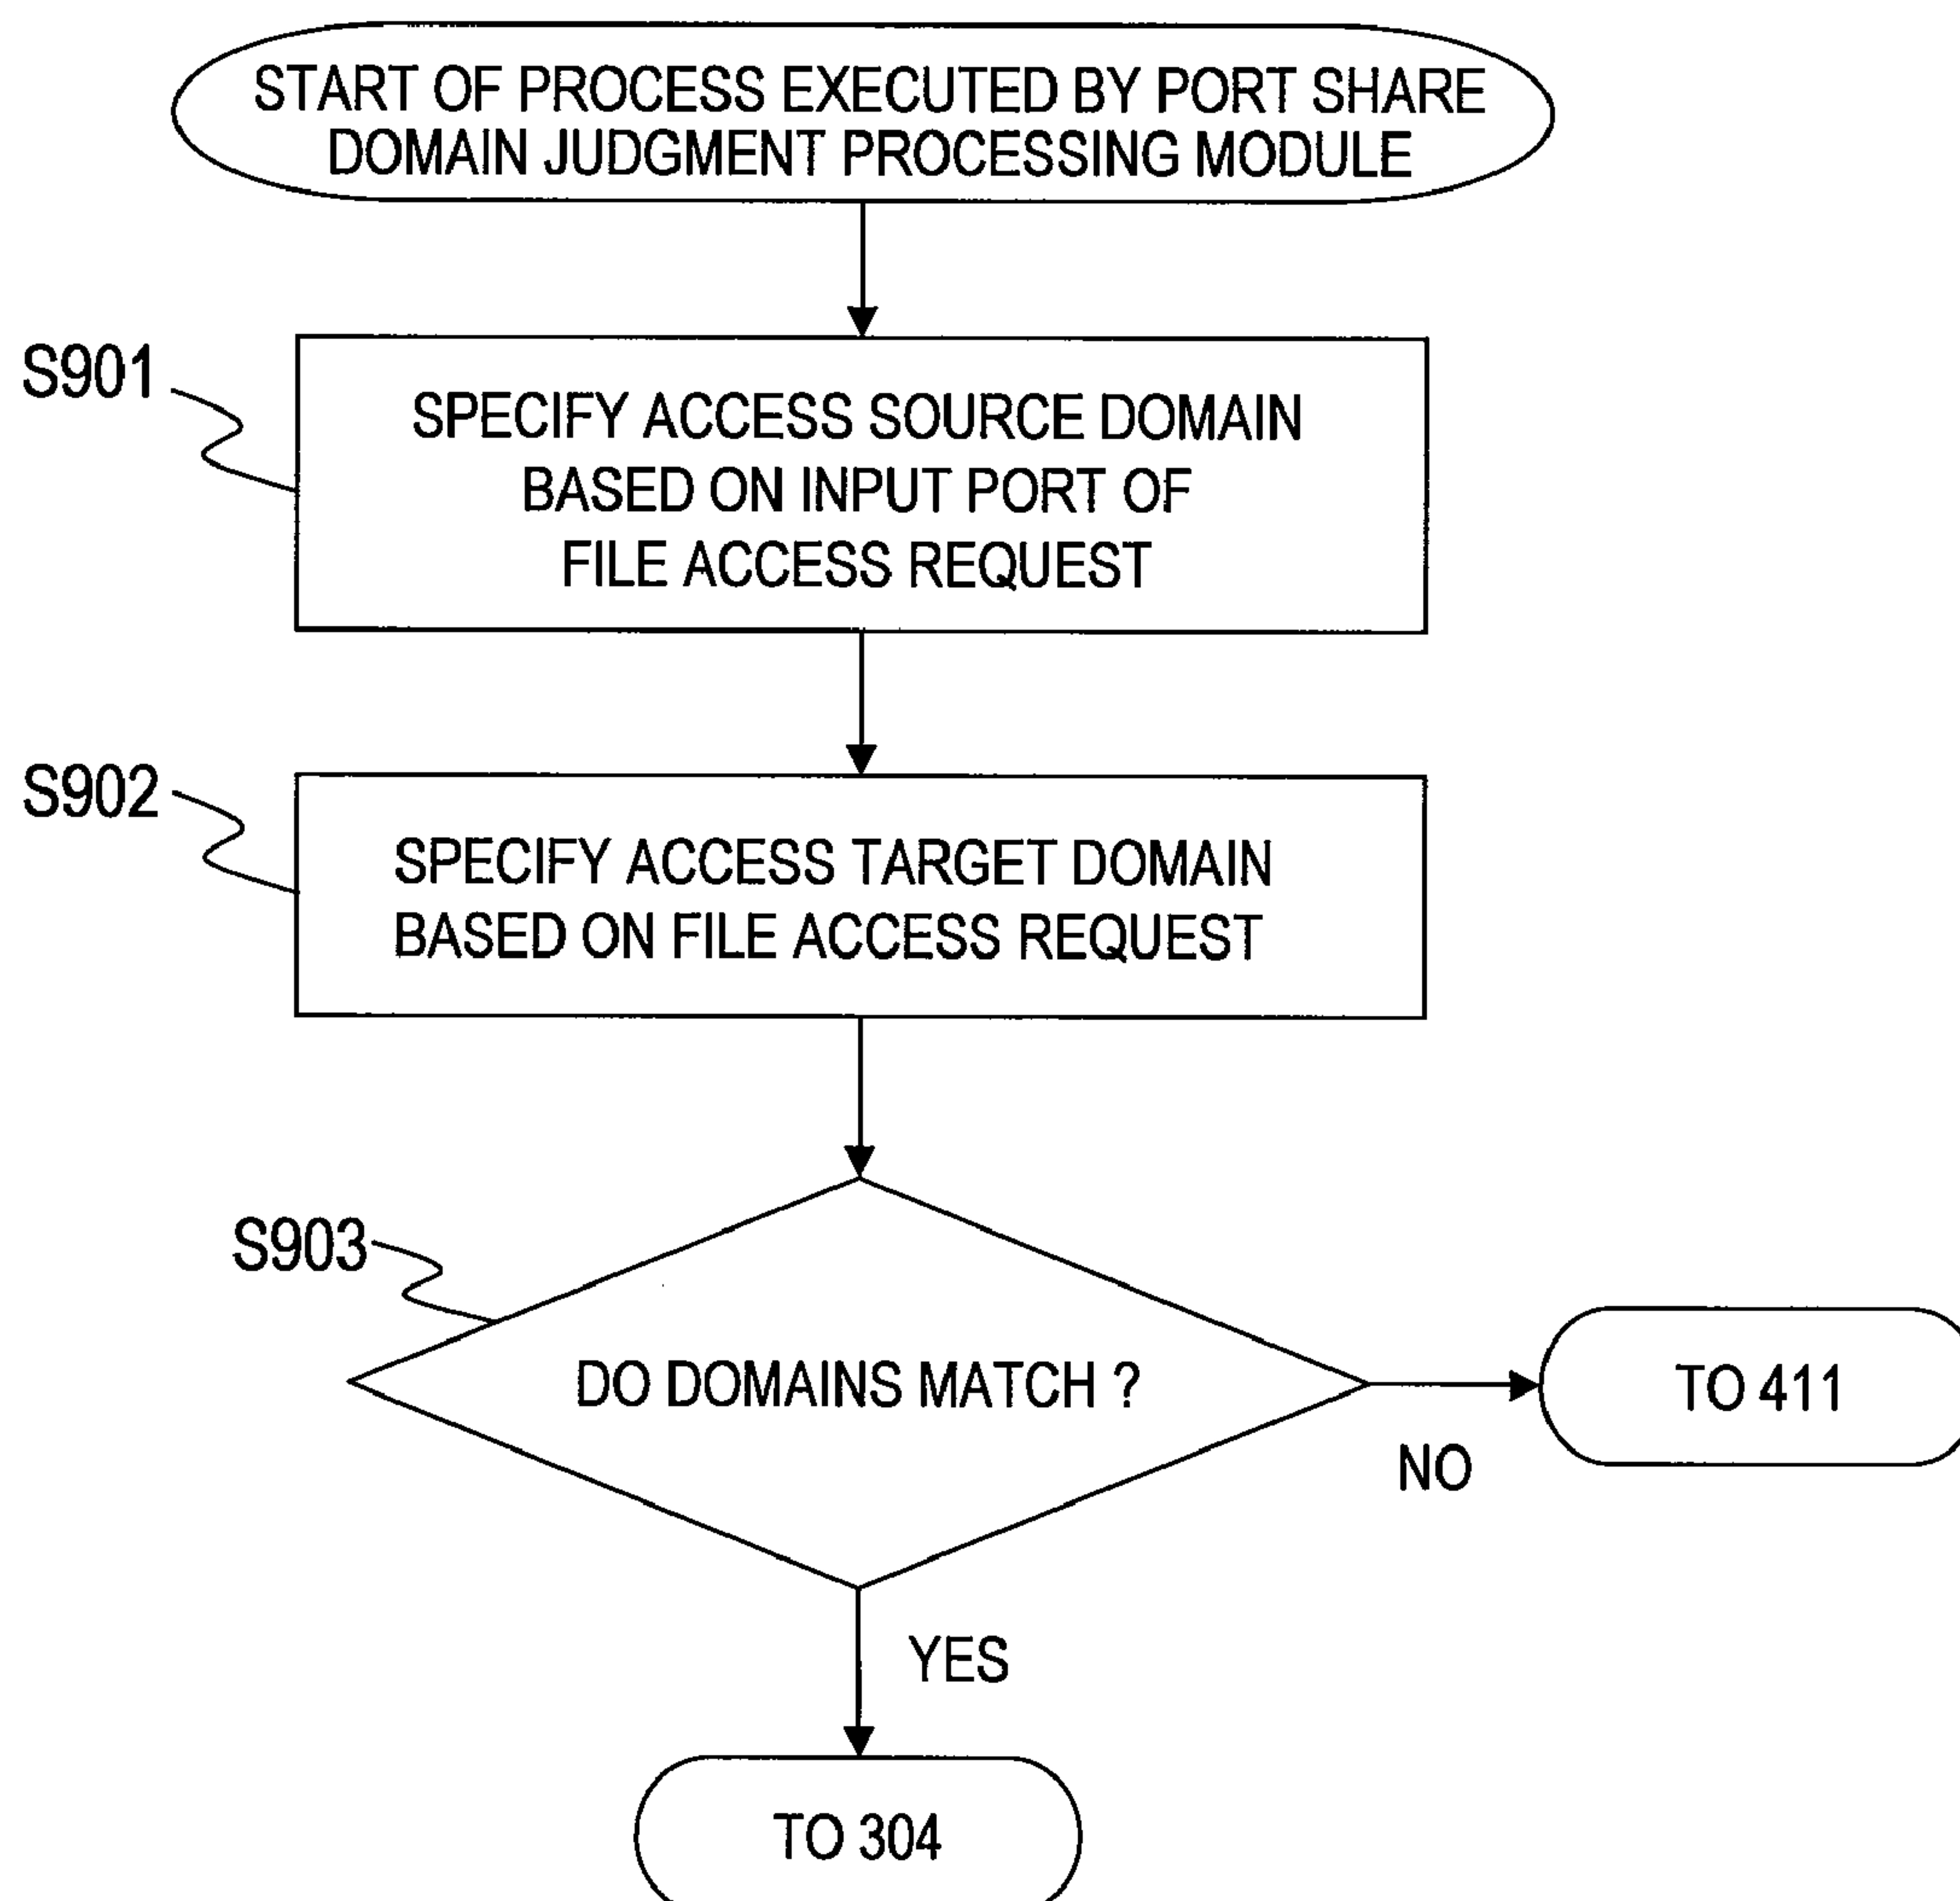 START OF PROCESS EXECUTED BY PORT SHARE
DOMAIN JUDGMENT PROCESSING MODULE
S901
SPECIFY ACCESS SOURCE DOMAIN
BASED ON INPUT PORT OF
FILE ACCESS REQUEST
S902
SPECIFY ACCESS TARGET DOMAIN
BASED ON FILE ACCESS REQUEST
S903
DO DOMAINS MATCH ?
TO 411
NO
YES
TO 304